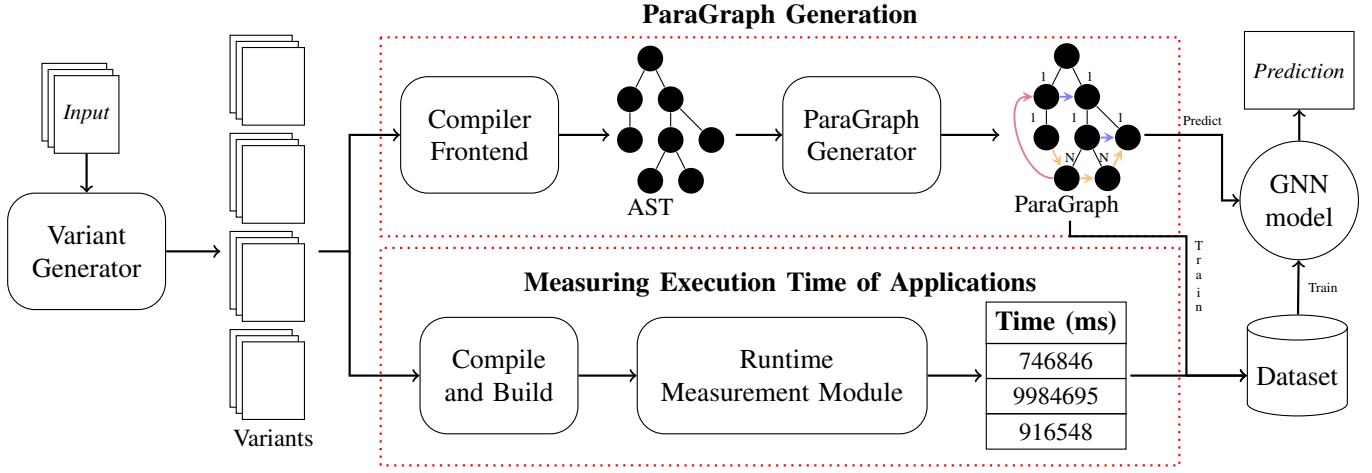 ParaGraph Generation
Input
Variant
Generator
Variants
Compiler
Frontend
AST
ParaGraph
Generator
1
1
1
1
1
N
N
ParaGraph
Predict
Train
Prediction
GNN
model
Train
Dataset
Measuring Execution Time of Applications
Compile
and Build
Runtime
Measurement Module
Time (ms)
746846
9984695
916548